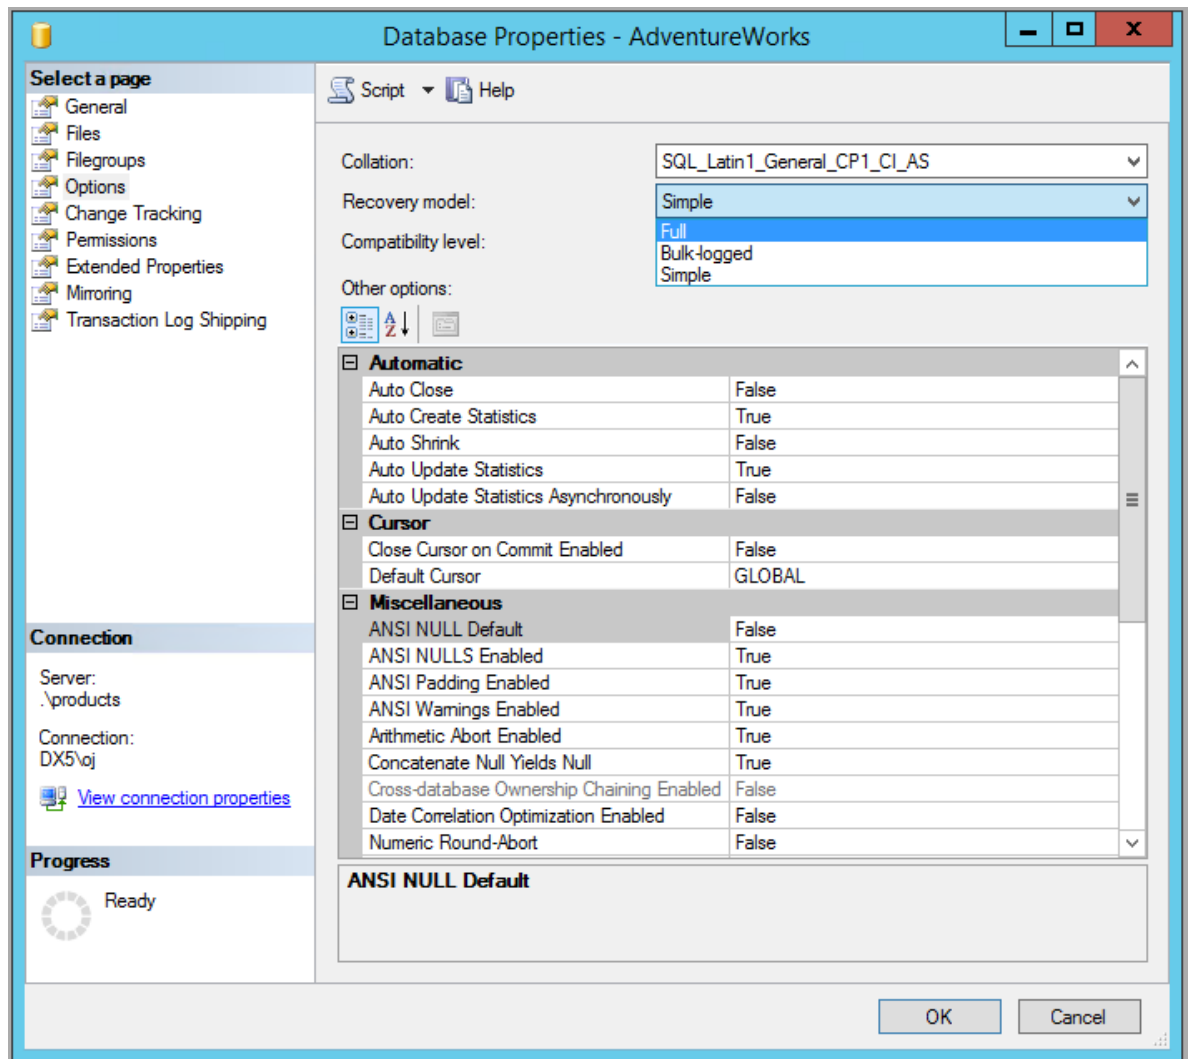 Database Properties - AdventureWorks
Select a page
General
Files
Filegroups
Options
Change Tracking
Permissions
Extended Properties
Mirroring
Transaction Log Shipping
Connection
Server:
.\products
Connection:
DX5\oj
View connection properties
Progress
Ready
Script Help
Collation: SQL_Latin1_General_CP1_CI_AS
Recovery model: Simple
Full
Compatibility level:
Bulk-logged
Simple
Other options:
Automatic
Auto Close False
Auto Create Statistics True
Auto Shrink False
Auto Update Statistics True
Auto Update Statistics Asynchronously False
Cursor
Close Cursor on Commit Enabled False
Default Cursor GLOBAL
Miscellaneous
ANSI NULL Default False
ANSI NULLS Enabled True
ANSI Padding Enabled True
ANSI Warnings Enabled True
Arithmetic Abort Enabled True
Concatenate Null Yields Null True
Cross-database Ownership Chaining Enabled False
Date Correlation Optimization Enabled False
Numeric Round-Abort False
ANSI NULL Default
OK Cancel